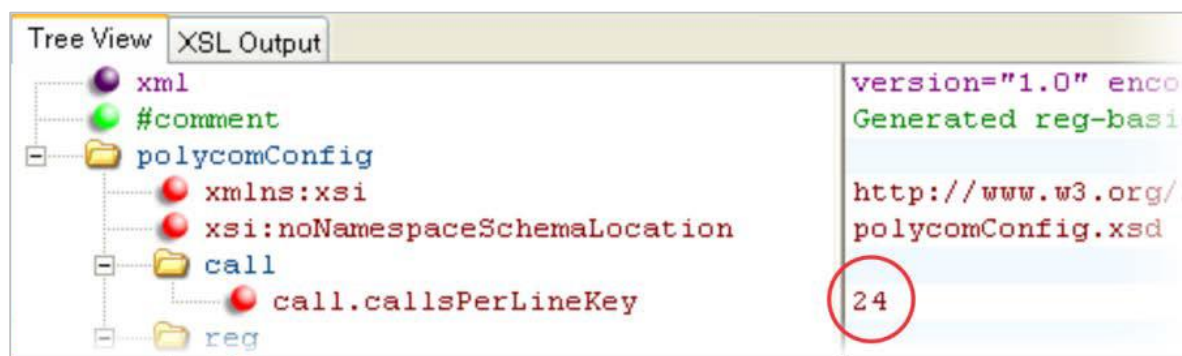 Tree View XSL Output
xml version="1.0" enco
#comment Generated reg-basi
polycomConfig
xmlns:xsi http://www.w3.org/
xsi:noNamespaceSchemaLocation polycomConfig.xsd
call
call.callsPerLineKey 24
reg